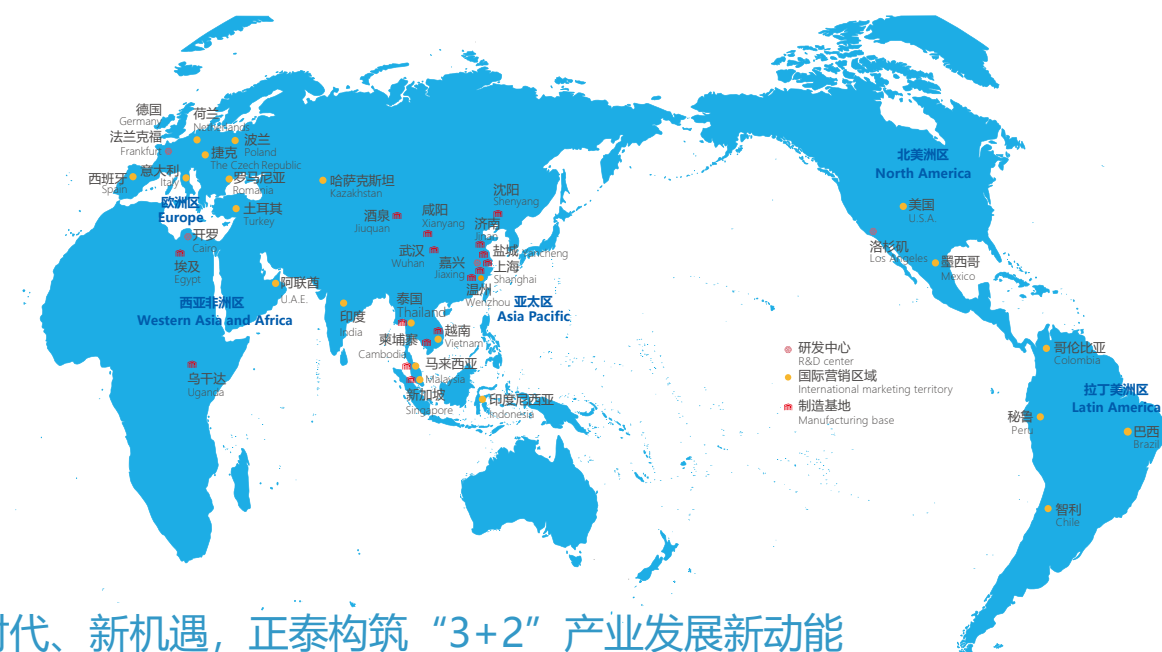 德国
Germany
荷兰
Netherlands
法兰克福
Frankfurt
波兰
Poland
捷克
The Czech Republic
西班牙
Spain
意大利
Italy
罗马尼亚
Romania
欧洲区
Europe
土耳其
Turkey
哈萨克斯坦
Kazakhstan
开罗
Cairo
埃及
Egypt
阿联酋
U.A.E.
西亚非洲区
Western Asia and Africa
乌干达
Uganda
沈阳
Shenyang
酒泉
Jiuquan
咸阳
Xianyang
济南
Jinan
武汉
Wuhan
盐城 Yancheng
嘉兴
Jiaxing
上海
Shanghai
温州
Wenzhou
亚太区
Asia Pacific
印度
India
泰国
Thailand
越南
Vietnam
柬埔寨
Cambodia
马来西亚
Malaysia
新加坡
Singapore
印度尼西亚
Indonesia
北美洲区
North America
美国
U.S.A.
洛杉矶
Los Angeles
墨西哥
Mexico
研发中心
R&D center
国际营销区域
International marketing territory
制造基地
Manufacturing base
哥伦比亚
Colombia
拉丁美洲区
Latin America
秘鲁
Peru
巴西
Brazil
智利
Chile
时代、新机遇，正泰构筑“3+2”产业发展新动能